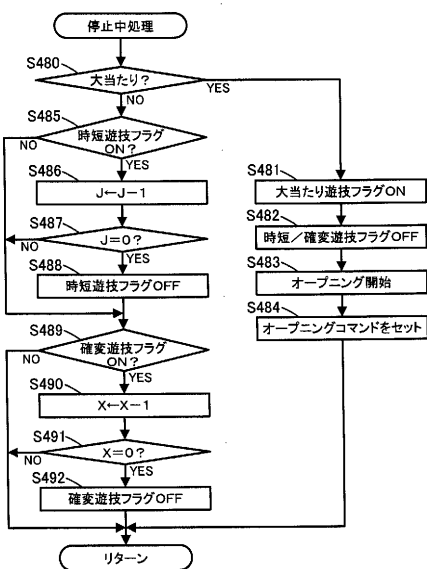 停止中処理
S480
大当たり？
YES
NO
S485
時短遊技フラグ
ON？
NO
YES
S486
J←J－1
S487
J＝0？
NO
YES
S488
時短遊技フラグOFF
S489
確変遊技フラグ
ON？
NO
YES
S490
X←X－1
S491
X＝0？
NO
YES
S492
確変遊技フラグOFF
S481
大当たり遊技フラグON
S482
時短／確変遊技フラグOFF
S483
オープニング開始
S484
オープニングコマンドをセット
リターン